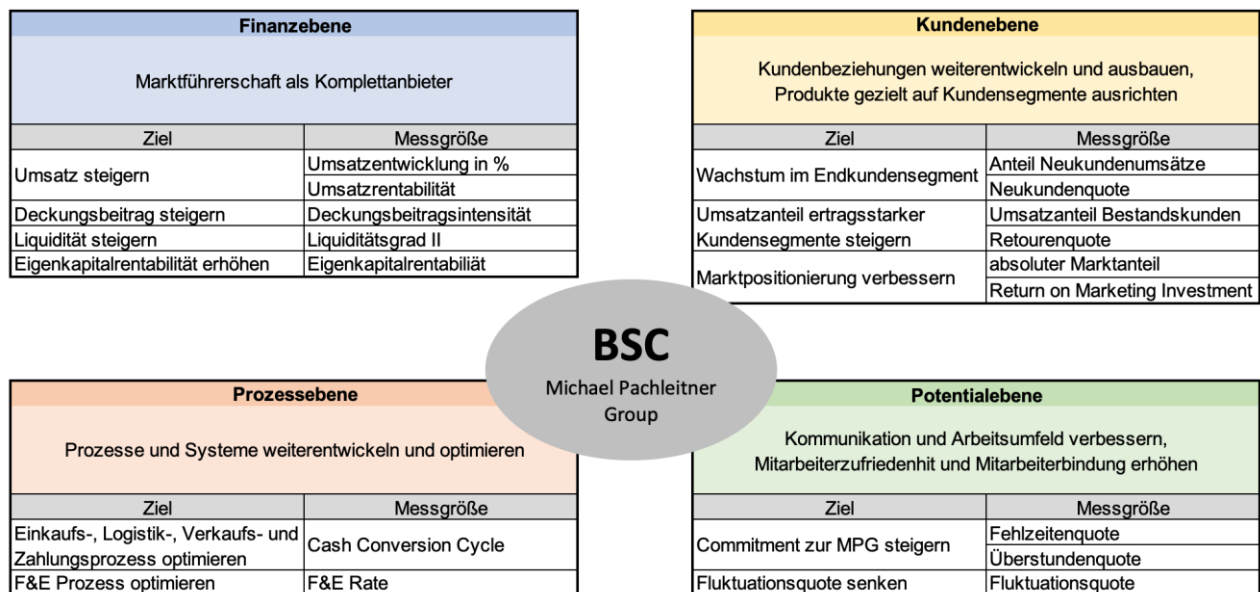 Finanzebene
Marktführerschaft als Komplettanbieter
Ziel Messgröße
Umsatz steigern
Umsatzentwicklung in %
Umsatzrentabilität
Deckungsbeitrag steigern Deckungsbeitragsintensität
Liquidität steigern Liquiditätsgrad II
Eigenkapitalrentabilität erhöhen Eigenkapitalrentabiliät
Kundenebene
Kundenbeziehungen weiterentwickeln und ausbauen,
Produkte gezielt auf Kundensegmente ausrichten
Ziel Messgröße
Wachstum im Endkundensegment
Anteil Neukundenumsätze
Neukundenquote
Umsatzanteil ertragsstarker
Kundensegmente steigern
Umsatzanteil Bestandskunden
Retourenquote
Marktpositionierung verbessern
absoluter Marktanteil
Return on Marketing Investment
BSC
Michael Pachleitner
Group
Prozessebene
Prozesse und Systeme weiterentwickeln und optimieren
Ziel Messgröße
Einkaufs-, Logistik-, Verkaufs- und
Zahlungsprozess optimieren
Cash Conversion Cycle
F&E Prozess optimieren F&E Rate
Potentialebene
Kommunikation und Arbeitsumfeld verbessern,
Mitarbeiterzufriedenhit und Mitarbeiterbindung erhöhen
Ziel Messgröße
Commitment zur MPG steigern
Fehlzeitenquote
Überstundenquote
Fluktuationsquote senken Fluktuationsquote